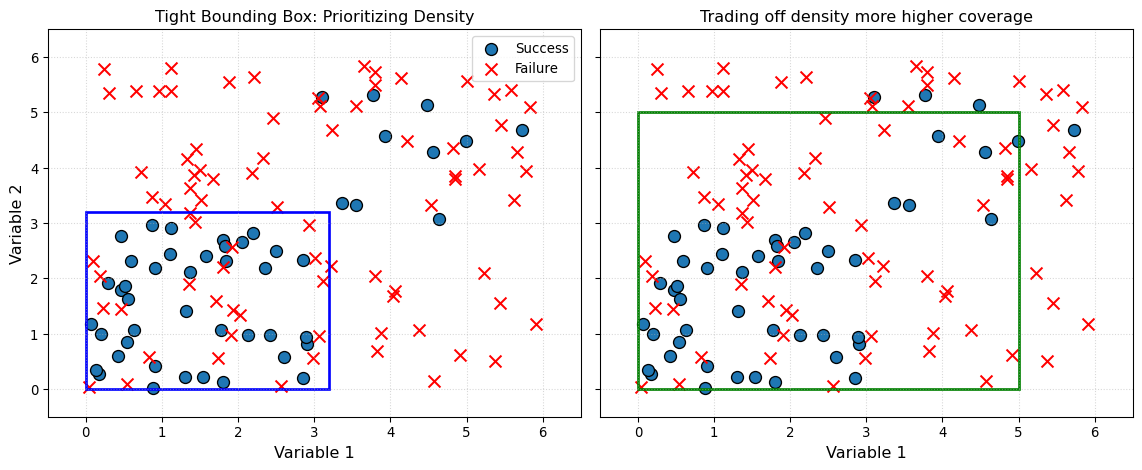 Tight Bounding Box: Prioritizing Density
Success
Failure
6
5
4
3
2
1
0
Variable 2
0 1 2 3 4 5 6
Variable 1
Trading off density more higher coverage
0 1 2 3 4 5 6
Variable 1